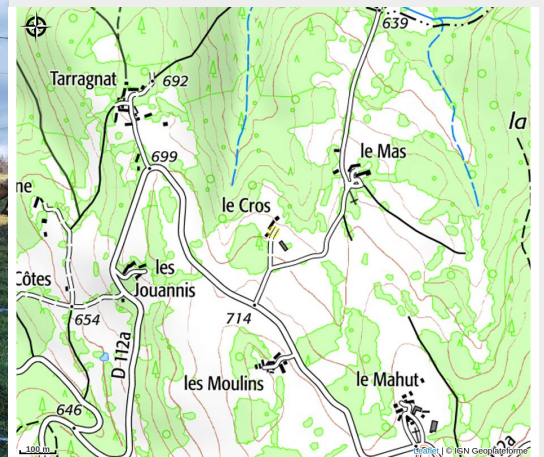 639
Tarragnat
692
la
le Mas
699
ne
le Cros
les
Jouannis
Côtes
654
714
D 112a
les Moulins
le Mahut
646
100 m
Leaflet | © IGN Geoplateforme